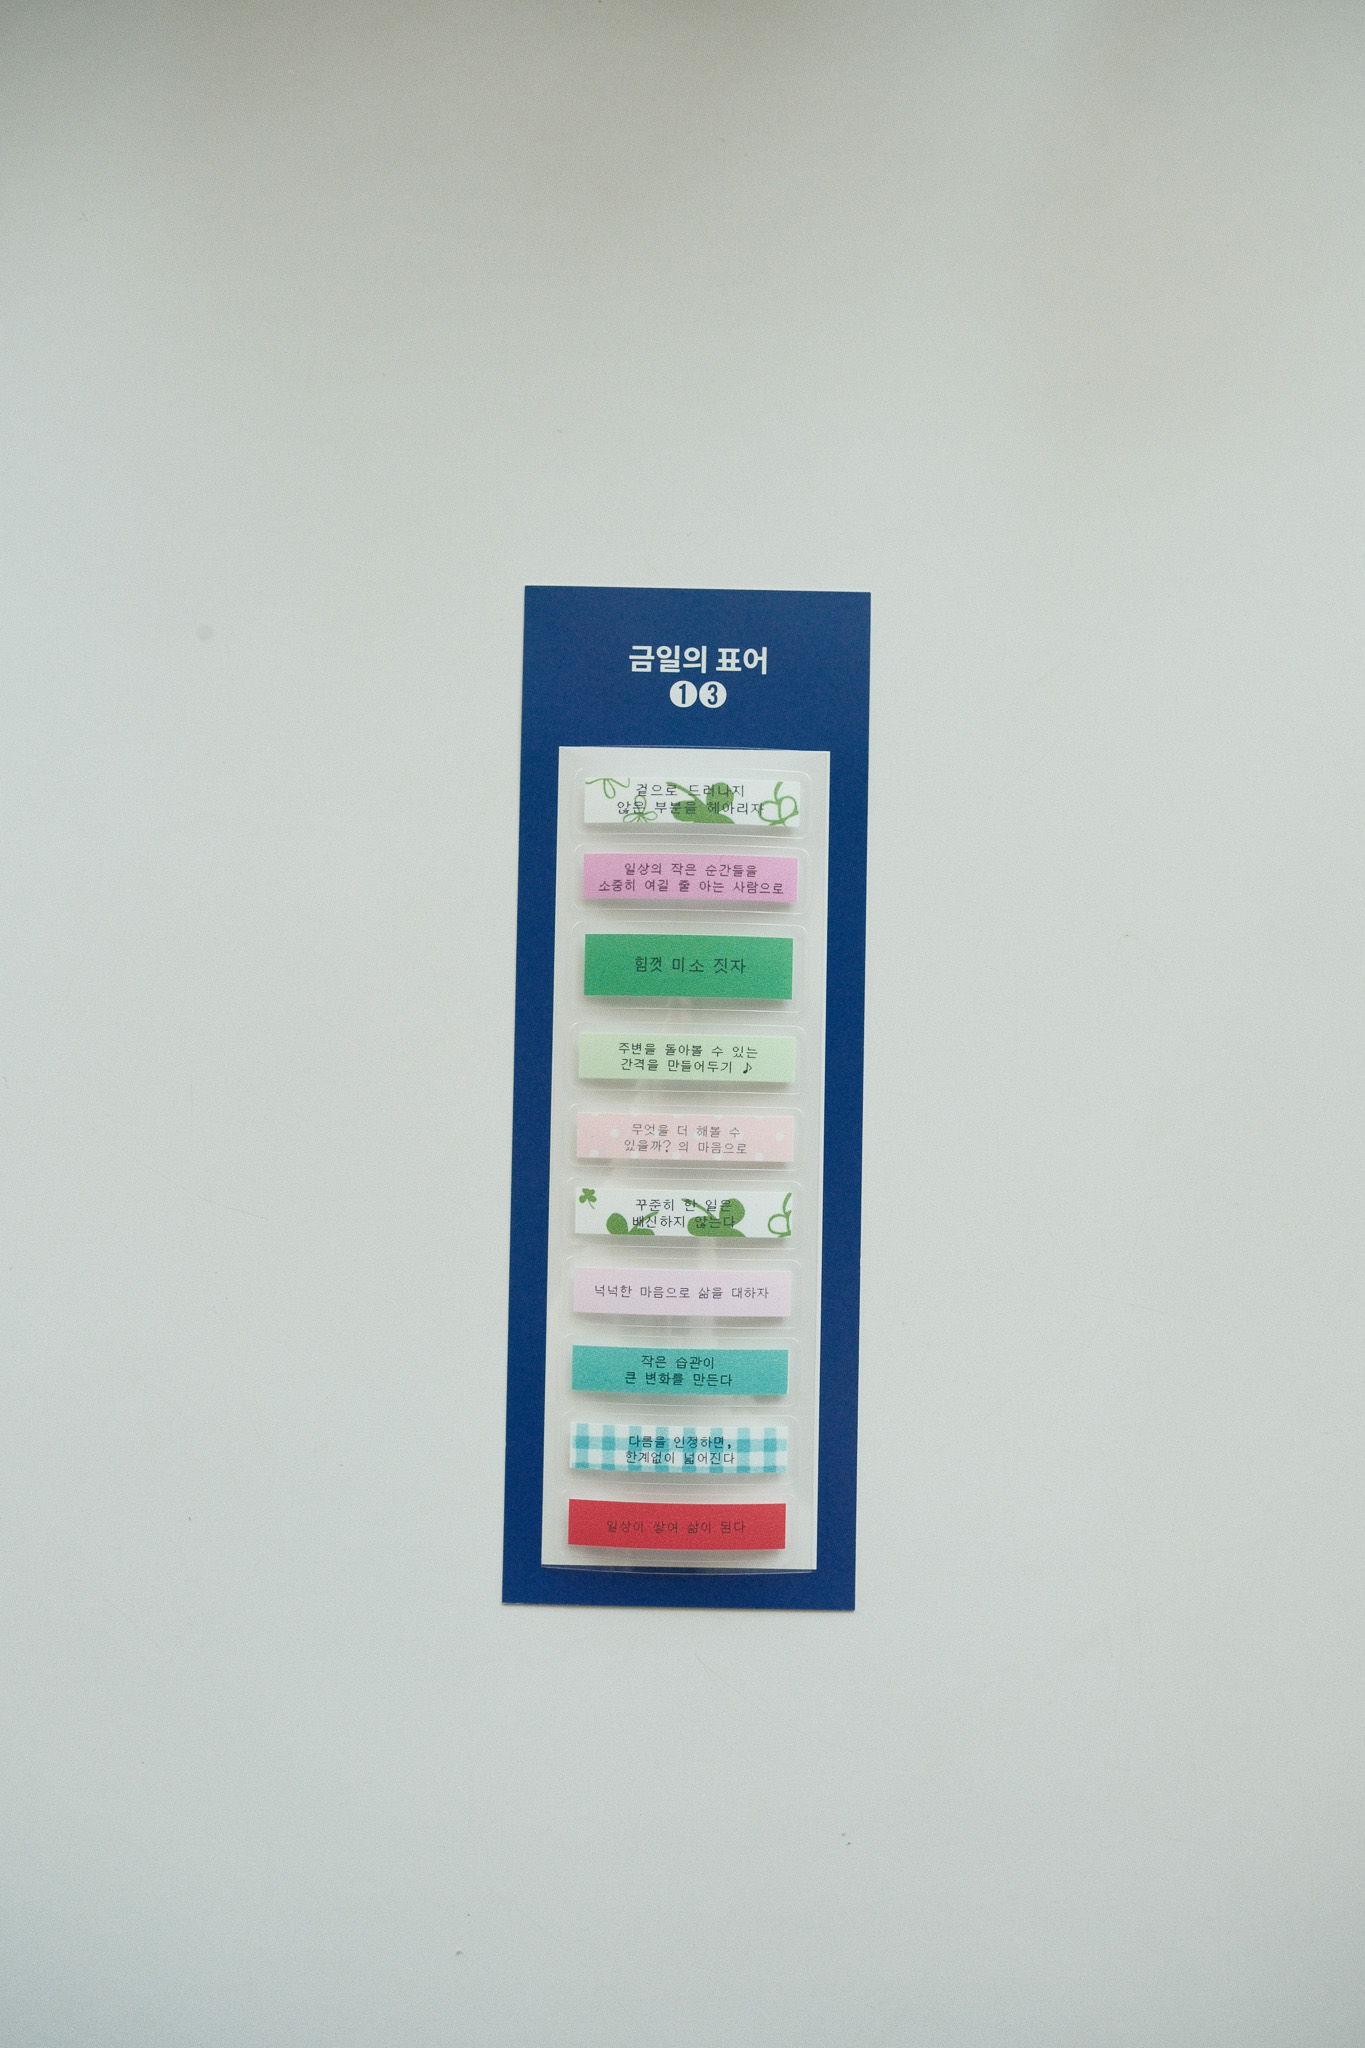 금일의 표어
❶❸
겉으로 드러나지
않은 부분을 헤아리자
일상의 작은 순간들을
소중히 여길 줄 아는 사람으로
힘껏 미소 짓자
주변을 돌아볼 수 있는
간격을 만들어두기 ♪
무엇을 더 해볼 수
있을까? 의 마음으로
꾸준히 한 일은
배신하지 않는다
넉넉한 마음으로 삶을 대하자
작은 습관이
큰 변화를 만든다
다름을 인정하면,
한계없이 넓어진다
일상이 쌓여 삶이 된다